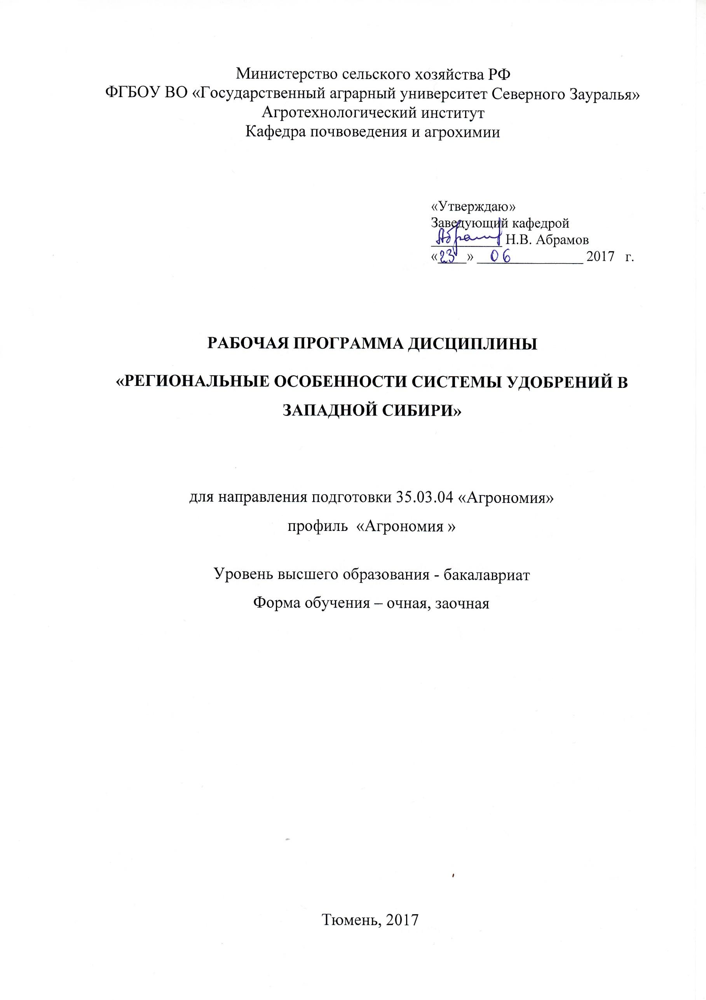 Министерство сельского хозяйства РФ
ФГБОУ ВО «Государственный аграрный университет Северного Зауралья»
Агротехнологический институт
Кафедра почвоведения и агрохимии
«Утверждаю»
Заведующий кафедрой
Абрамов Н.В. Абрамов
«23» 06 2017 г.
РАБОЧАЯ ПРОГРАММА ДИСЦИПЛИНЫ
«РЕГИОНАЛЬНЫЕ ОСОБЕННОСТИ СИСТЕМЫ УДОБРЕНИЙ В
ЗАПАДНОЙ СИБИРИ»
для направления подготовки 35.03.04 «Агрономия»
профиль «Агрономия »
Уровень высшего образования - бакалавриат
Форма обучения – очная, заочная
Тюмень, 2017